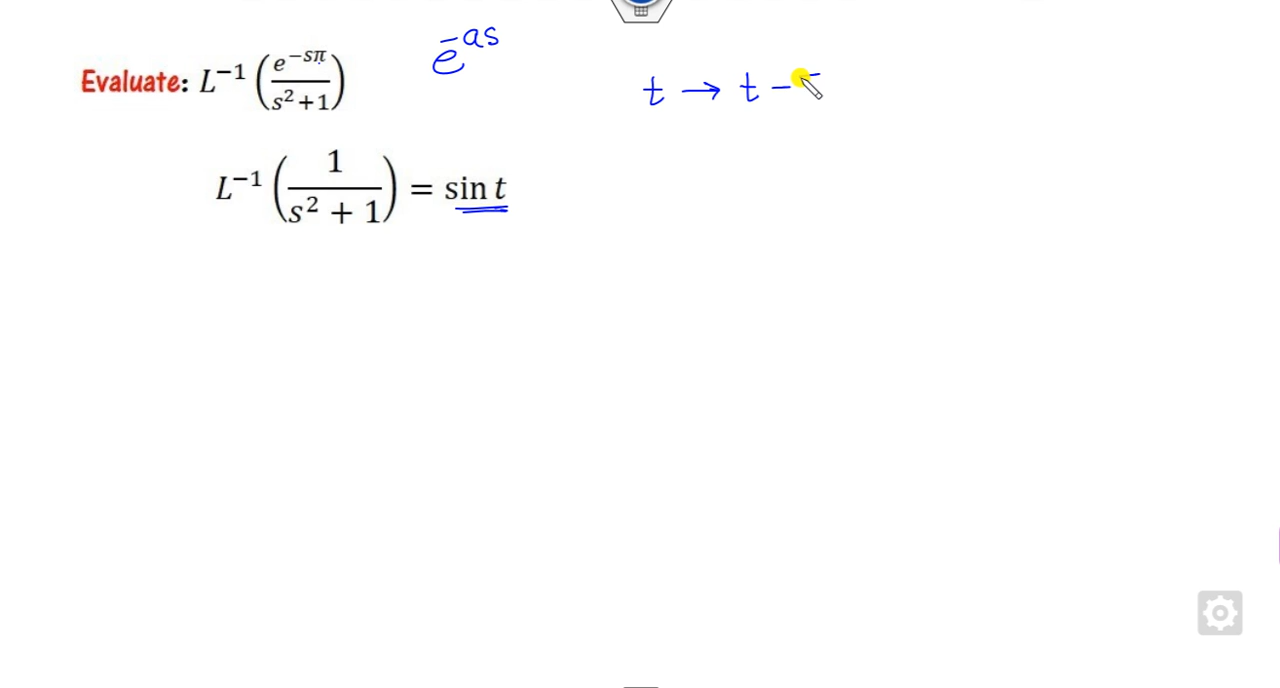 e^{-as}
Evaluate: L⁻¹(e^{-sπ}/(s²+1))
t → t -
L⁻¹(1/(s² + 1)) = sin t